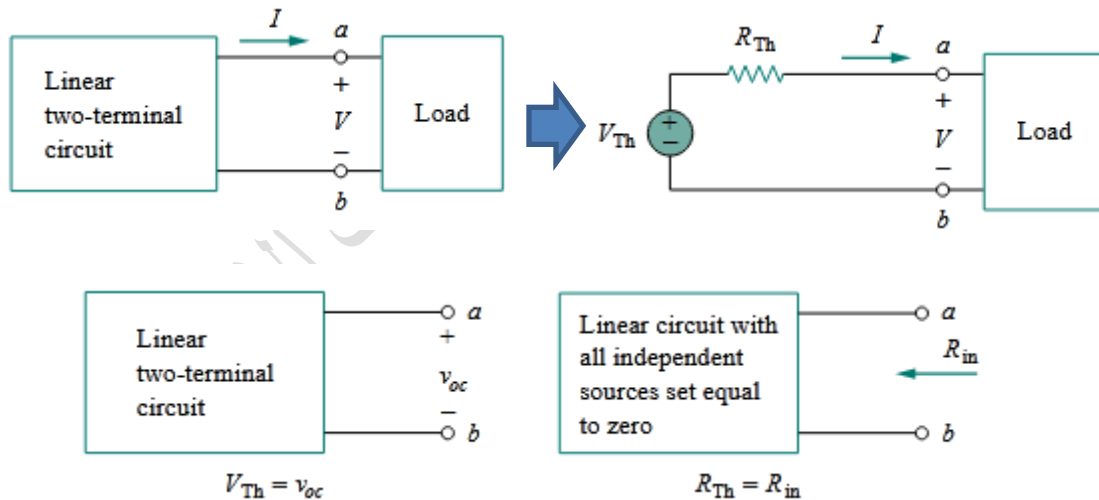 I
a
Linear
two-terminal
circuit
+
V
−
Load
b
R_Th
I
a
V_Th
+
−
+
V
−
Load
b
Linear
two-terminal
circuit
a
+
v_oc
−
b
V_Th = v_oc
Linear circuit with
all independent
sources set equal
to zero
a
R_in
b
R_Th = R_in